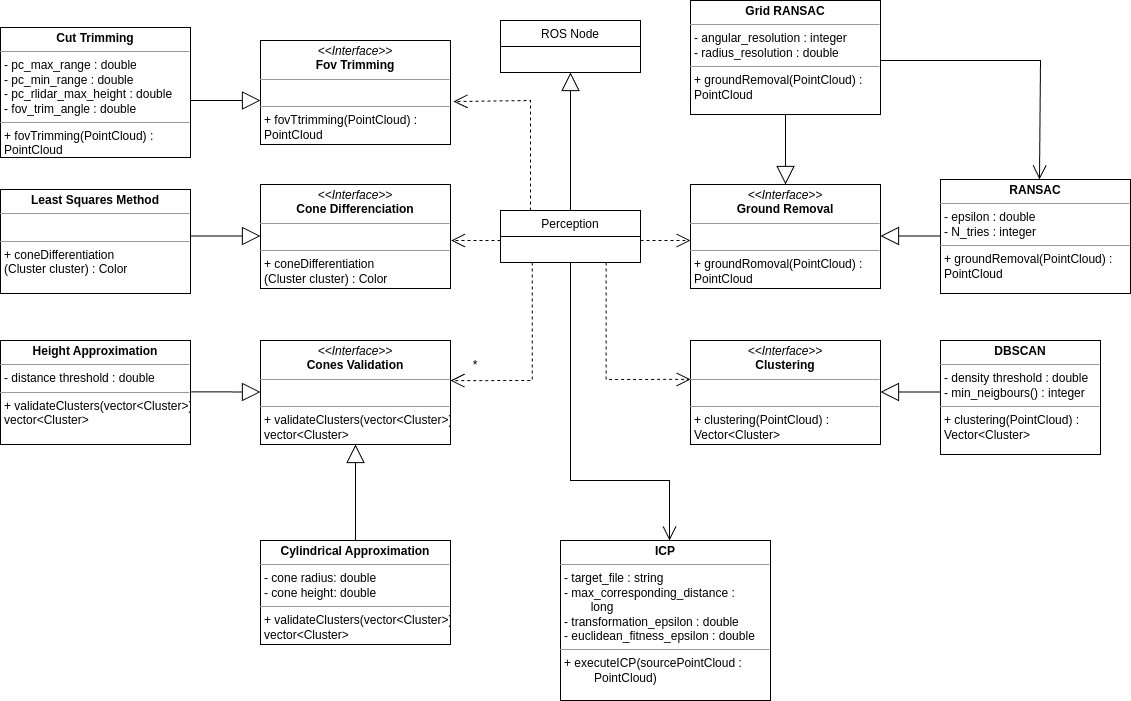 Cut Trimming
- pc_max_range : double
- pc_min_range : double
- pc_rlidar_max_height : double
- fov_trim_angle : double
+ fovTrimming(PointCloud) :
PointCloud
<<Interface>>
Fov Trimming
+ fovTtrimming(PointCloud) :
PointCloud
ROS Node
Grid RANSAC
- angular_resolution : integer
- radius_resolution : double
+ groundRemoval(PointCloud) :
PointCloud
Least Squares Method
+ coneDifferentiation
(Cluster cluster) : Color
<<Interface>>
Cone Differenciation
+ coneDifferentiation
(Cluster cluster) : Color
Perception
<<Interface>>
Ground Removal
+ groundRomoval(PointCloud) :
PointCloud
RANSAC
- epsilon : double
- N_tries : integer
+ groundRemoval(PointCloud) :
PointCloud
Height Approximation
- distance threshold : double
+ validateClusters(vector<Cluster>)
vector<Cluster>
<<Interface>>
Cones Validation
+ validateClusters(vector<Cluster>)
vector<Cluster>
*
<<Interface>>
Clustering
+ clustering(PointCloud) :
Vector<Cluster>
DBSCAN
- density threshold : double
- min_neigbours() : integer
+ clustering(PointCloud) :
Vector<Cluster>
Cylindrical Approximation
- cone radius: double
- cone height: double
+ validateClusters(vector<Cluster>)
vector<Cluster>
ICP
- target_file : string
- max_corresponding_distance :
long
- transformation_epsilon : double
- euclidean_fitness_epsilon : double
+ executeICP(sourcePointCloud :
PointCloud)